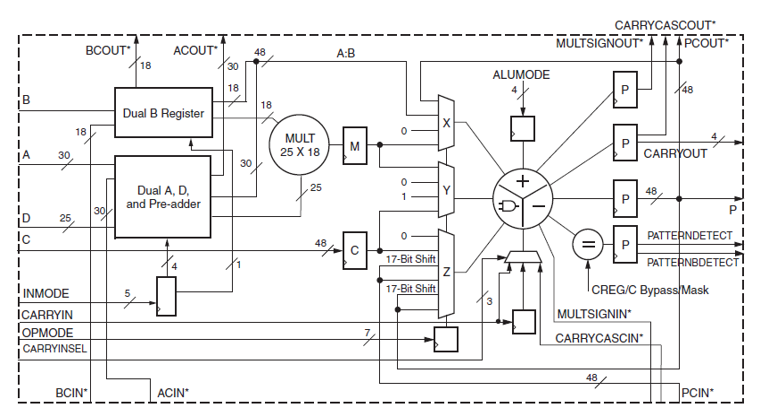 CARRYCASCOUT*
BCOUT* ACOUT* A:B MULTSIGNOUT* PCOUT*
18 30 48
ALUMODE
4
48
B
18
18
Dual B Register
18
MULT
25 X 18
M
0
X
P
P
4
CARRYOUT
A
30
30
Dual A, D,
and Pre-adder
25
0
1
Y
+
−
P
48
P
D
25
30
C
48
C
0
17-Bit Shift
17-Bit Shift
Z
=
P
PATTERNDETECT
PATTERNBDETECT
4
1
INMODE
5
3
CREG/C Bypass/Mask
CARRYIN
MULTSIGNIN*
OPMODE
7
CARRYCASCIN*
CARRYINSEL
48
BCIN* ACIN* PCIN*